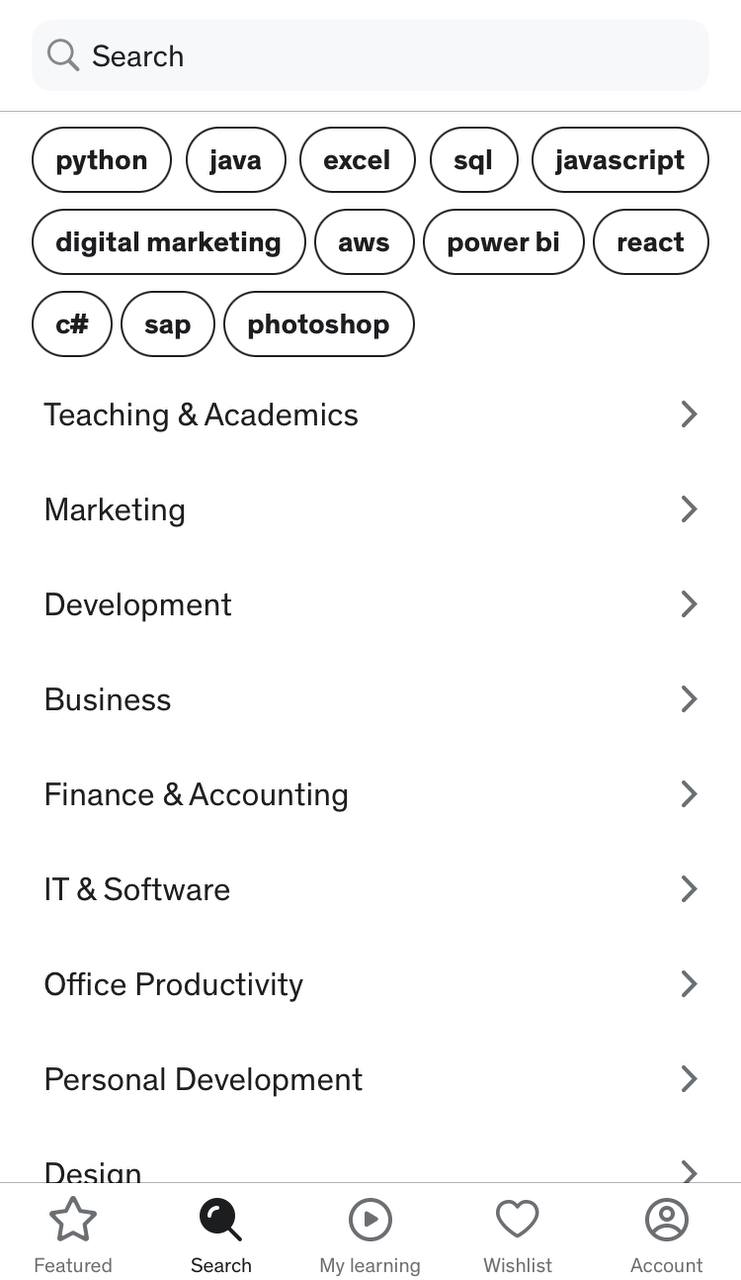 Search
python java excel sql javascript
digital marketing aws power bi react
c# sap photoshop
Teaching & Academics
Marketing
Development
Business
Finance & Accounting
IT & Software
Office Productivity
Personal Development
Design
Featured Search My learning Wishlist Account